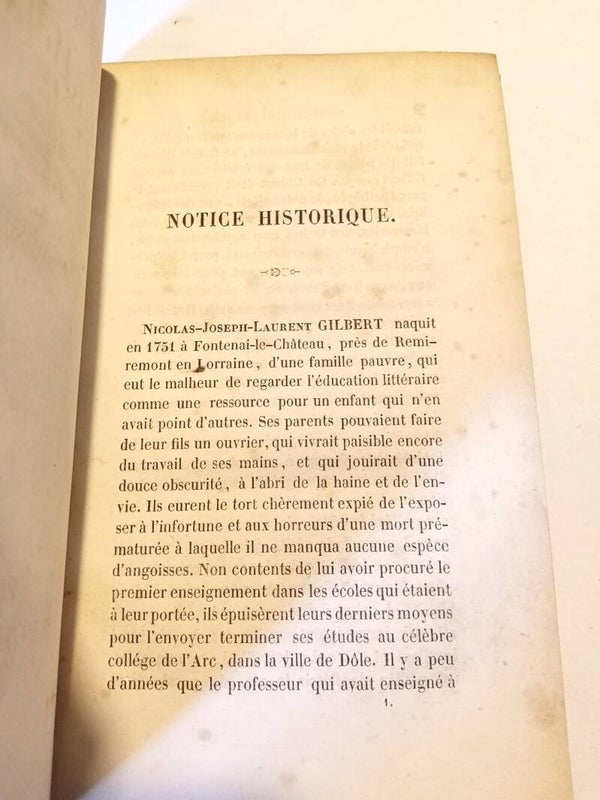 NOTICE HISTORIQUE.
NICOLAS-JOSEPH-LAURENT GILBERT naquit
en 1751 à Fontenai-le-Château, près de Remi-
remont en Lorraine, d'une famille pauvre, qui
eut le malheur de regarder l'éducation littéraire
comme une ressource pour un enfant qui n'en
avait point d'autres. Ses parents pouvaient faire
de leur fils un ouvrier, qui vivrait paisible encore
du travail de ses mains, et qui jouirait d'une
douce obscurité, à l'abri de la haine et de l'en-
vie. Ils eurent le tort chèrement expié de l'expo-
ser à l'infortune et aux horreurs d'une mort pré-
maturée à laquelle il ne manqua aucune espèce
d'angoisses. Non contents de lui avoir procuré le
premier enseignement dans les écoles qui étaient
à leur portée, ils épuisèrent leurs derniers moyens
pour l'envoyer terminer ses études au célèbre
collége de l'Arc, dans la ville de Dôle. Il y a peu
d'années que le professeur qui avait enseigné à
1.